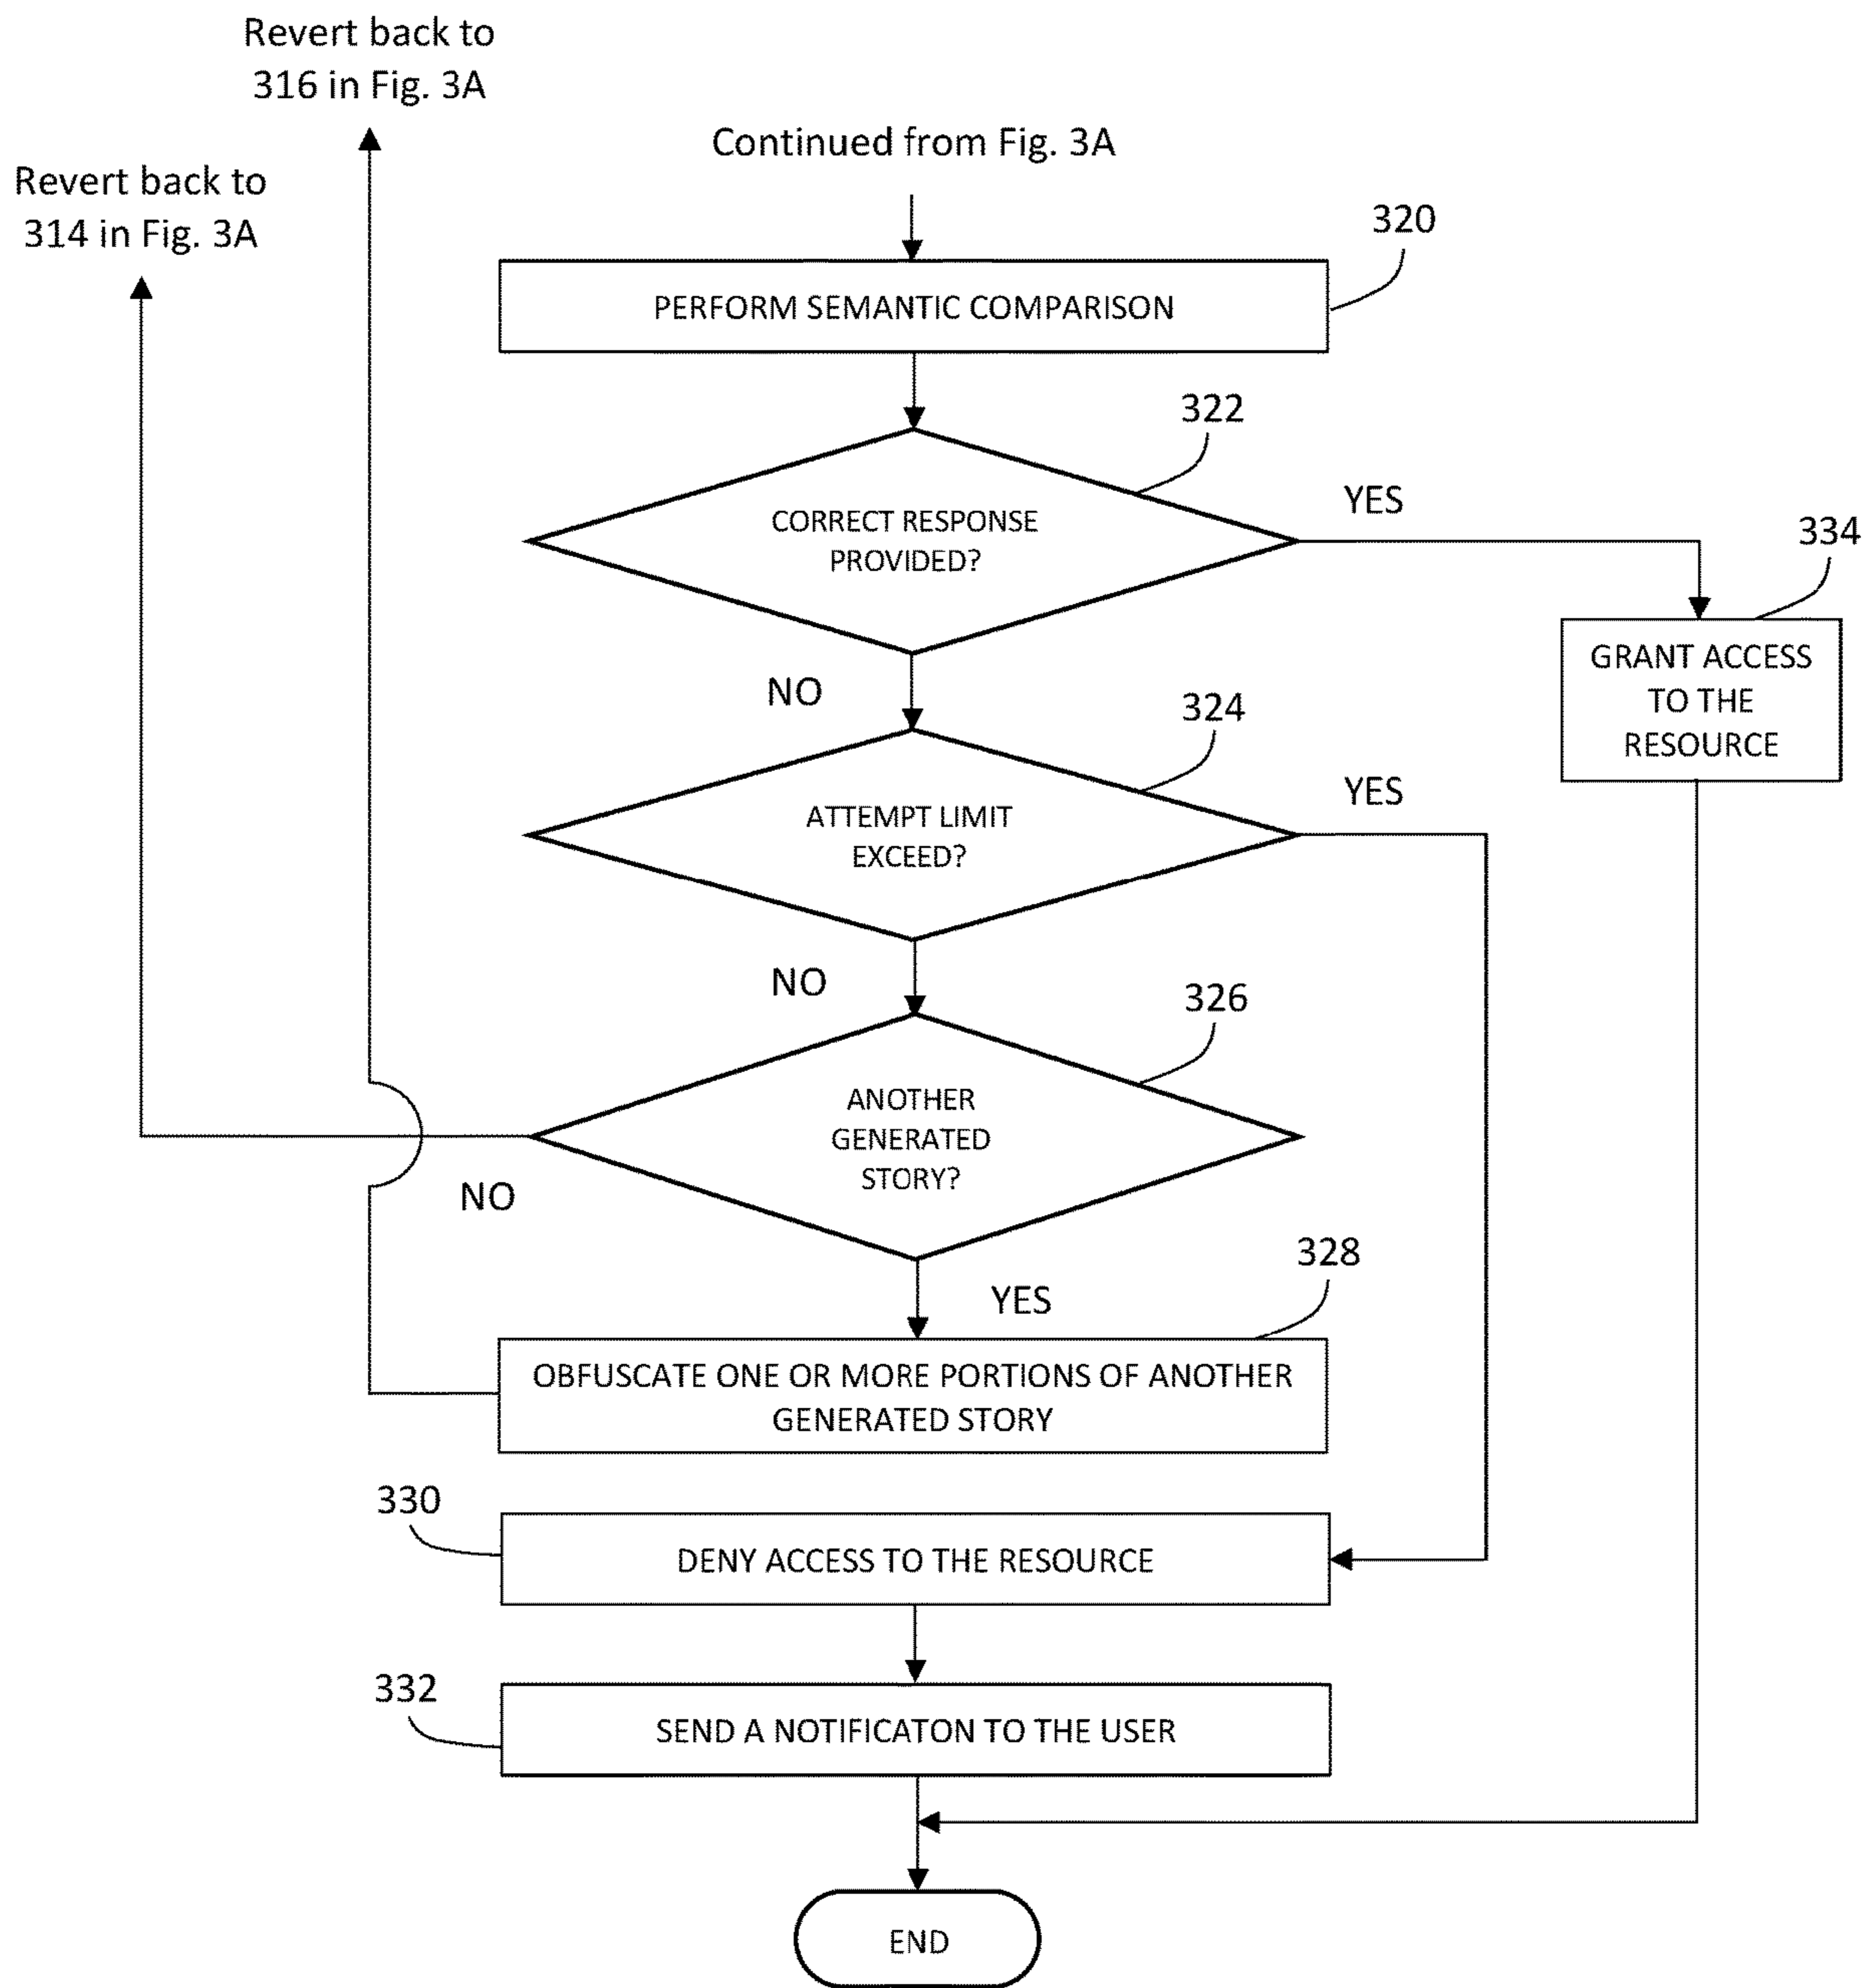 Revert back to
316 in Fig. 3A
Revert back to
314 in Fig. 3A
Continued from Fig. 3A
320
PERFORM SEMANTIC COMPARISON
322
CORRECT RESPONSE
PROVIDED?
YES
334
GRANT ACCESS
TO THE
RESOURCE
NO
324
ATTEMPT LIMIT
EXCEED?
YES
NO
326
ANOTHER
GENERATED
STORY?
NO
328
YES
OBFUSCATE ONE OR MORE PORTIONS OF ANOTHER
GENERATED STORY
330
DENY ACCESS TO THE RESOURCE
332
SEND A NOTIFICATON TO THE USER
END